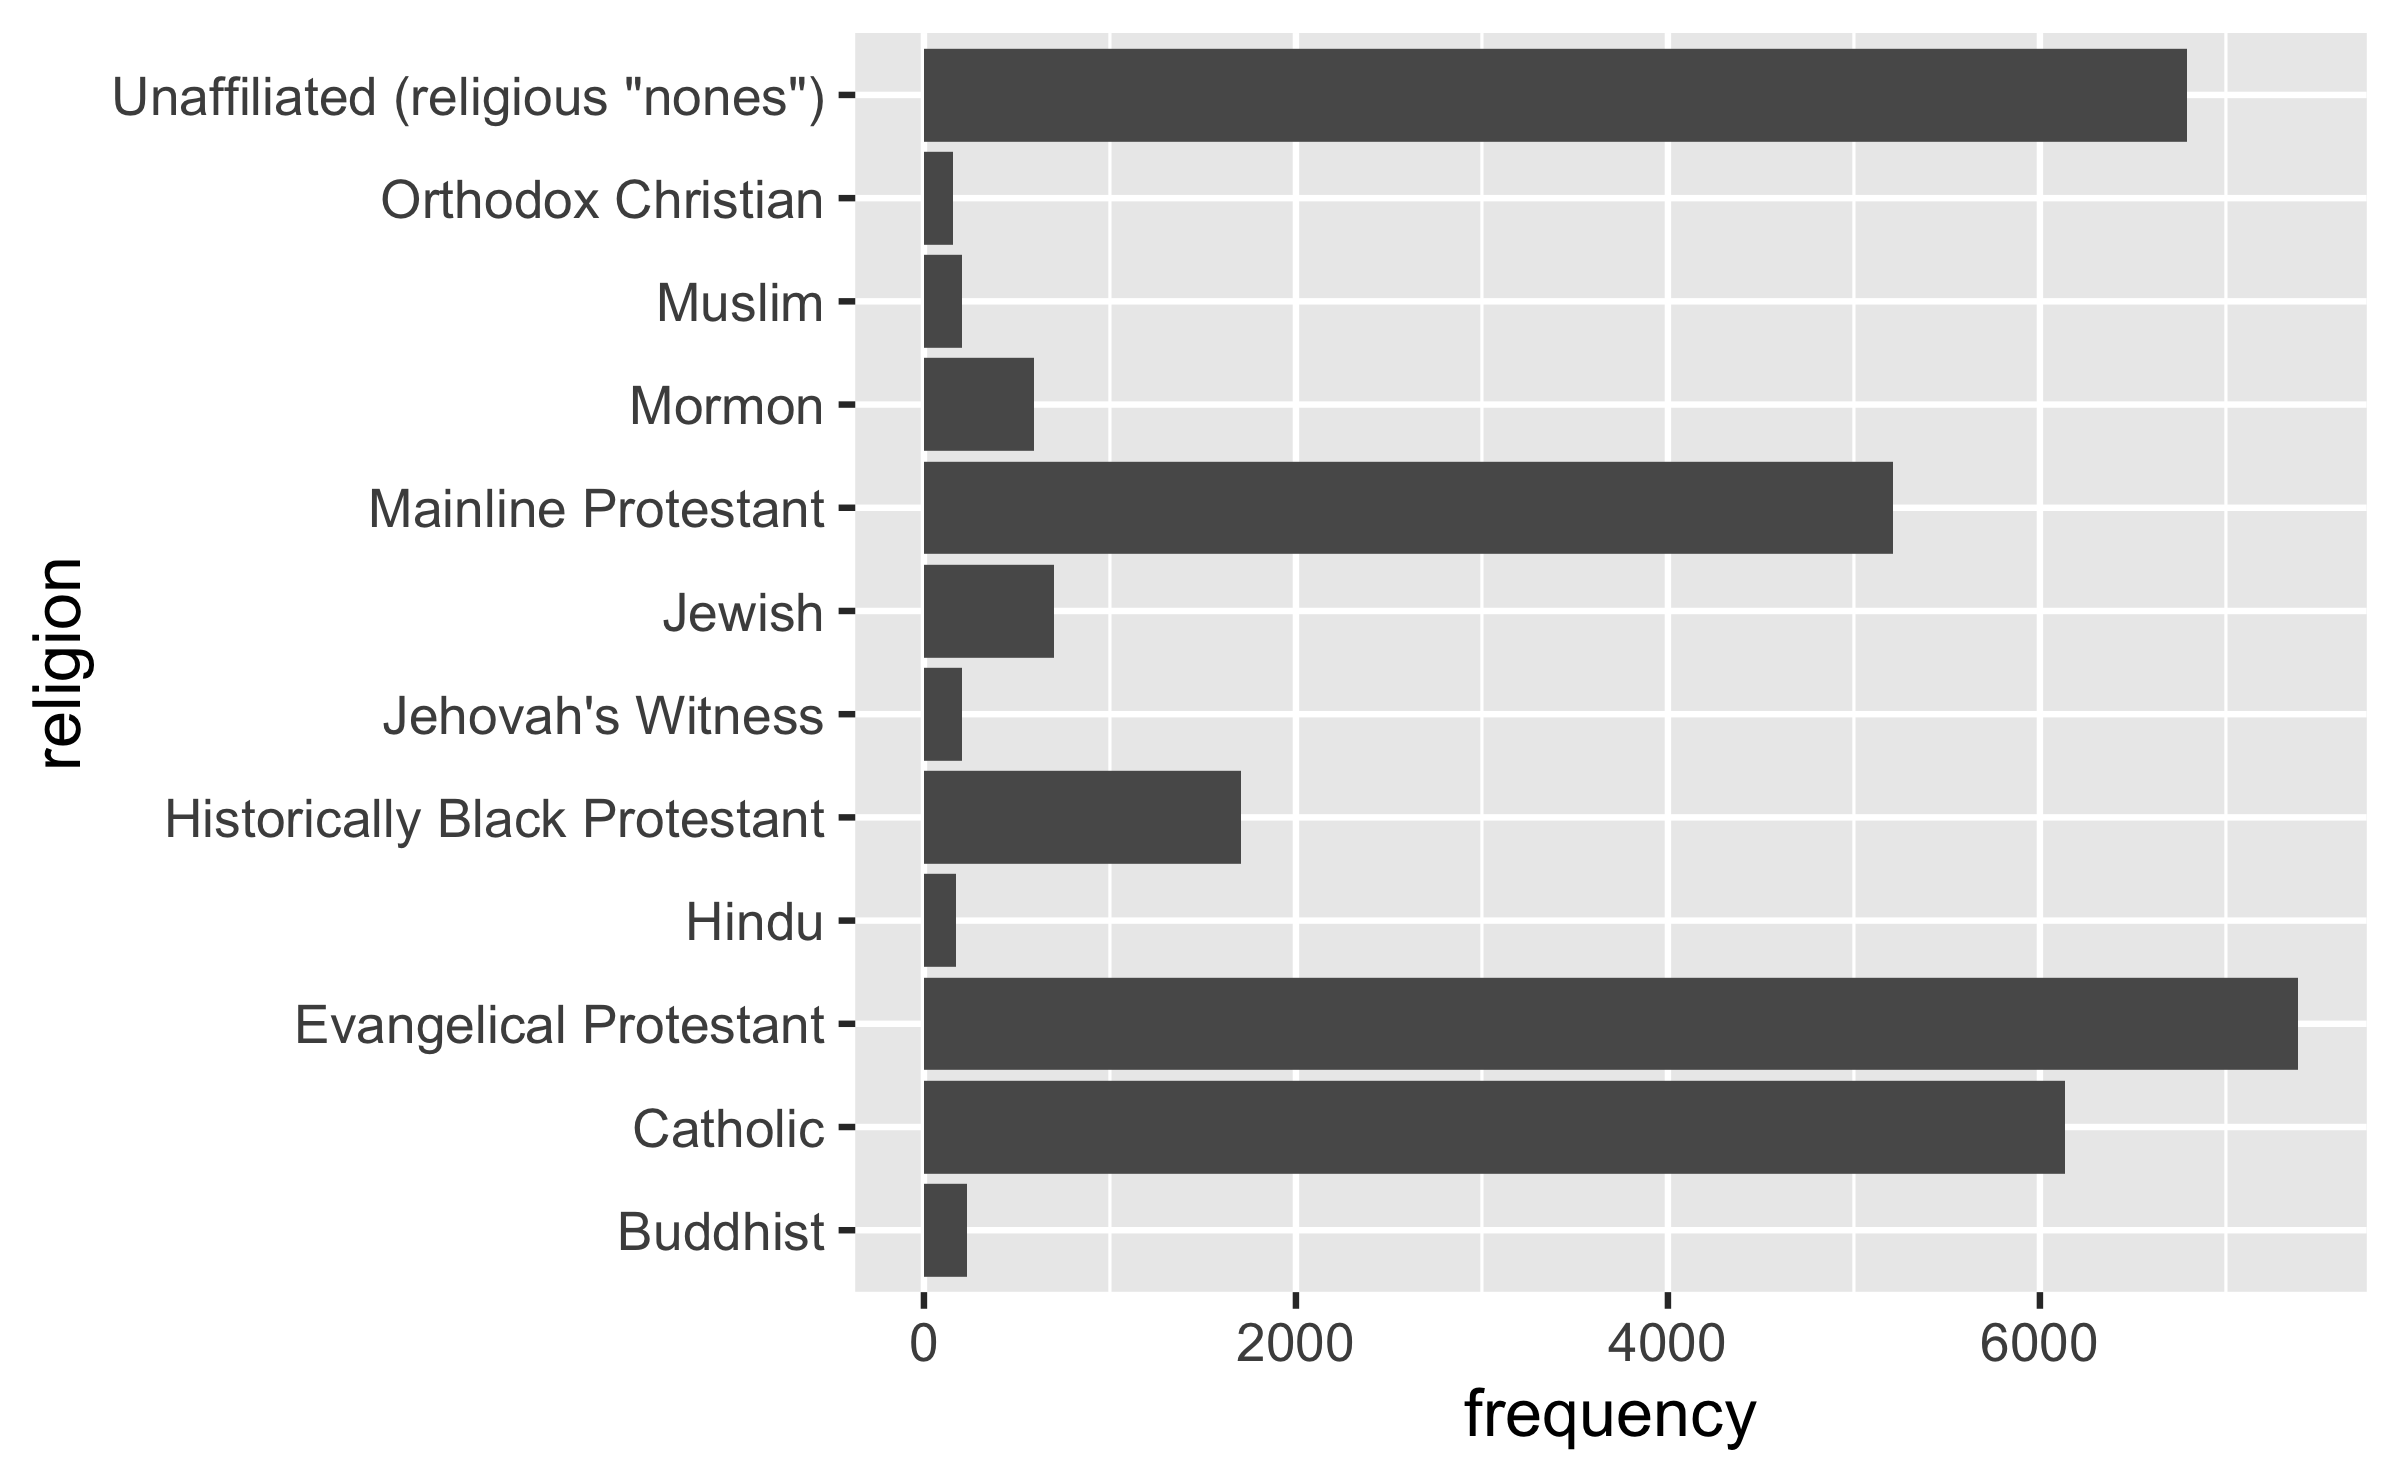 Unaffiliated (religious "nones")
Orthodox Christian
Muslim
Mormon
Mainline Protestant
Jewish
Jehovah's Witness
Historically Black Protestant
Hindu
Evangelical Protestant
Catholic
Buddhist
religion
0 2000 4000 6000
frequency